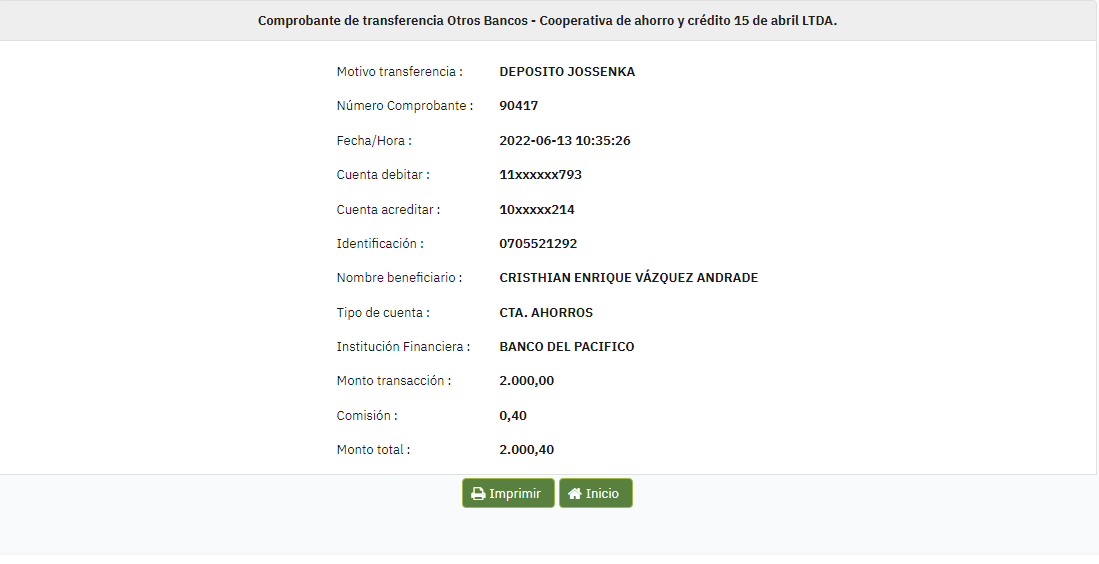 Comprobante de transferencia Otros Bancos - Cooperativa de ahorro y crédito 15 de abril LTDA.
Motivo transferencia : DEPOSITO JOSSENKA
Número Comprobante : 90417
Fecha/Hora : 2022-06-13 10:35:26
Cuenta debitar : 11xxxxxx793
Cuenta acreditar : 10xxxxx214
Identificación : 0705521292
Nombre beneficiario : CRISTHIAN ENRIQUE VÁZQUEZ ANDRADE
Tipo de cuenta : CTA. AHORROS
Institución Financiera : BANCO DEL PACIFICO
Monto transacción : 2.000,00
Comisión : 0,40
Monto total : 2.000,40
Imprimir Inicio